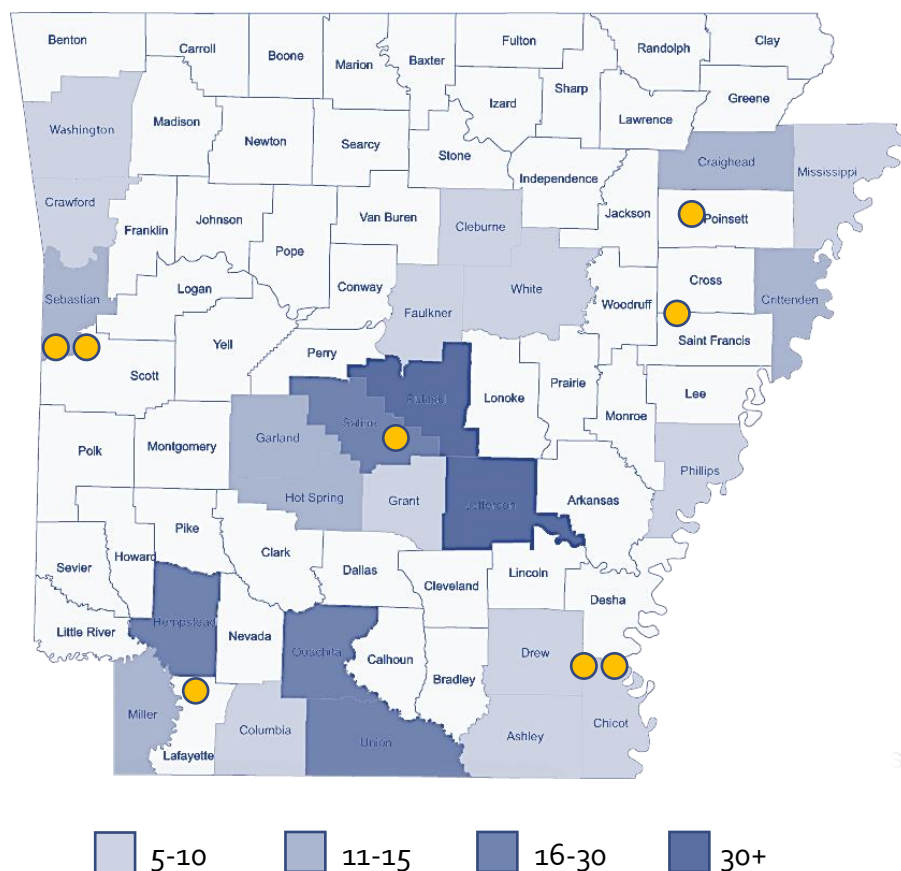 Benton
Carroll
Boone
Marion
Baxter
Fulton
Randolph
Clay
Sharp
Izard
Greene
Lawrence
Washington
Madison
Newton
Searcy
Stone
Craighead
Mississippi
Independence
Crawford
Franklin
Johnson
Pope
Van Buren
Cleburne
Jackson
Poinsett
Logan
Conway
White
Cross
Crittenden
Sebastian
Faulkner
Woodruff
Saint Francis
Yell
Perry
Scott
Pulaski
Lonoke
Prairie
Lee
Monroe
Saline
Garland
Polk
Montgomery
Phillips
Hot Spring
Grant
Jefferson
Arkansas
Pike
Howard
Clark
Sevier
Dallas
Cleveland
Lincoln
Desha
Hempstead
Little River
Nevada
Ouachita
Calhoun
Drew
Bradley
Miller
Columbia
Union
Ashley
Chicot
Lafayette
5-10
11-15
16-30
30+